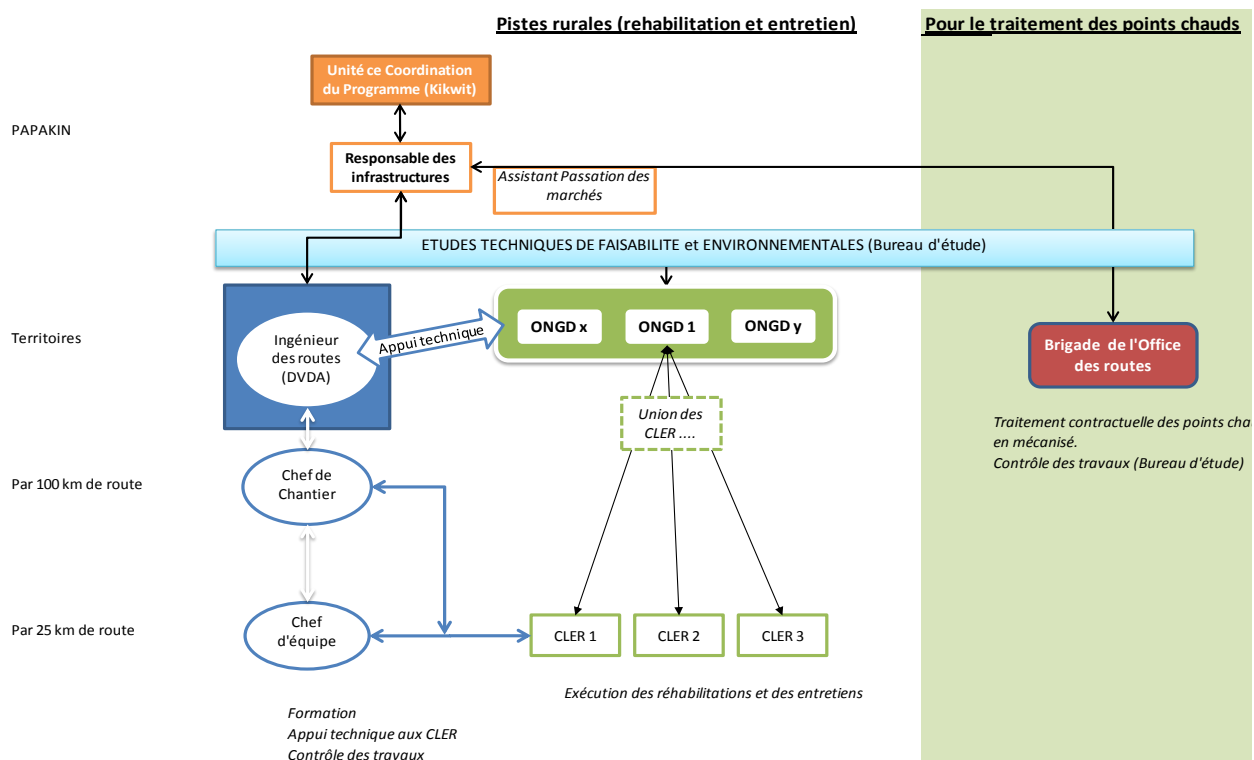 Pistes rurales (rehabilitation et entretien)
Pour le traitement des points chauds
Unité ce Coordination
du Programme (Kikwit)
PAPAKIN
Responsable des
infrastructures
Assistant Passation des
marchés
ETUDES TECHNIQUES DE FAISABILITE et ENVIRONNEMENTALES (Bureau d'étude)
Territoires
Ingénieur
des routes
(DVDA)
Appui technique
ONGD x
ONGD 1
ONGD y
Brigade de l'Office
des routes
Union des
CLER ....
Traitement contractuelle des points chau
en mécanisé.
Contrôle des travaux (Bureau d'étude)
Par 100 km de route
Chef de
Chantier
Par 25 km de route
Chef
d'équipe
CLER 1
CLER 2
CLER 3
Exécution des réhabilitations et des entretiens
Formation
Appui technique aux CLER
Contrôle des travaux